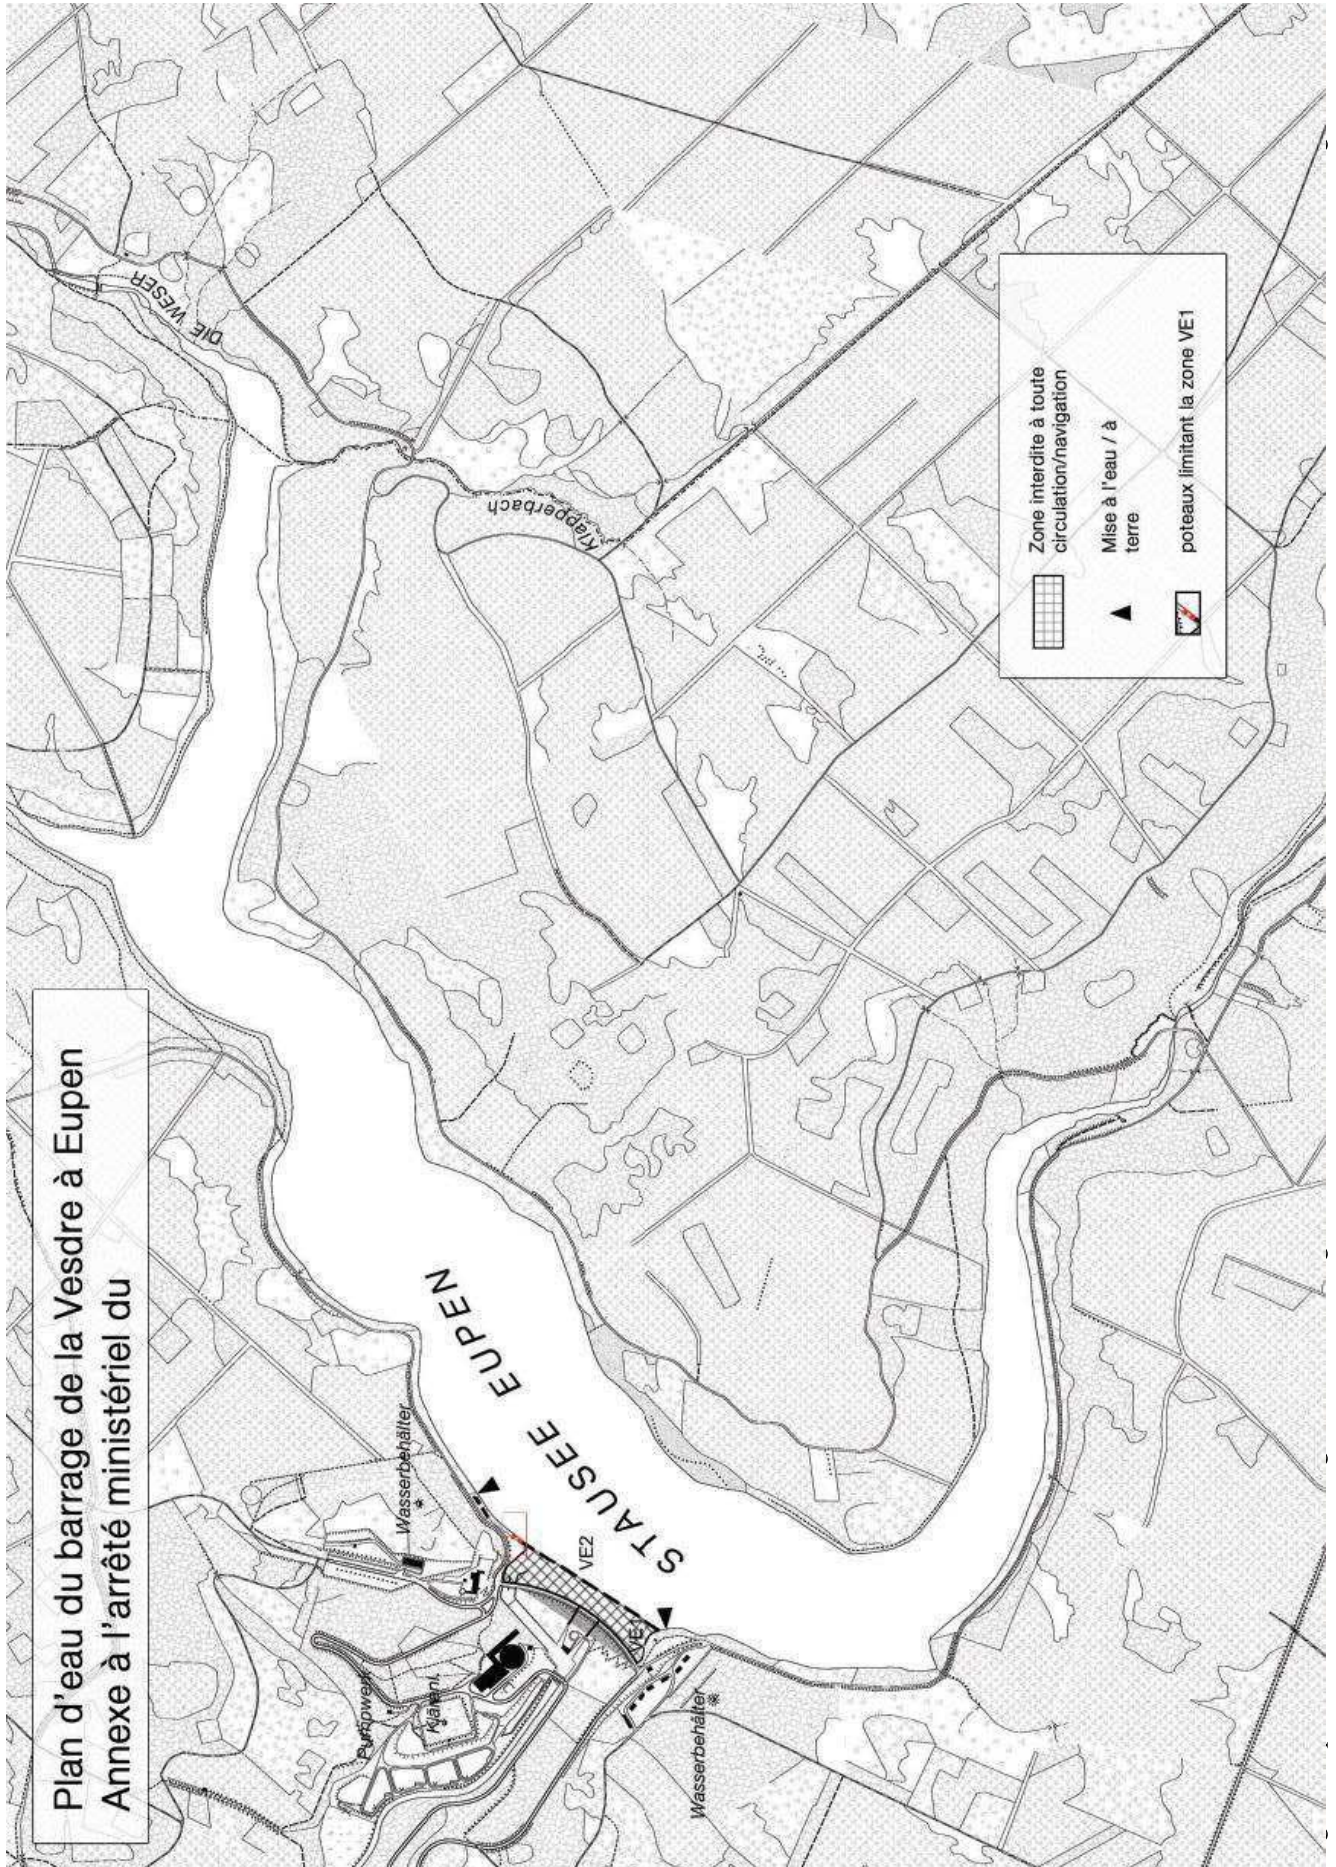 Plan d'eau du barrage de la Vesdre à Eupen
Annexe à l'arrêté ministériel du
DIE WESER
Klapperbach
STAUSEE EUPEN
Wasserbehälter
Pumpwerk
Kläranl.
VE2
VE1
Wasserbehälter
Zone interdite à toute
circulation/navigation
Mise à l'eau / à
terre
poteaux limitant la zone VE1